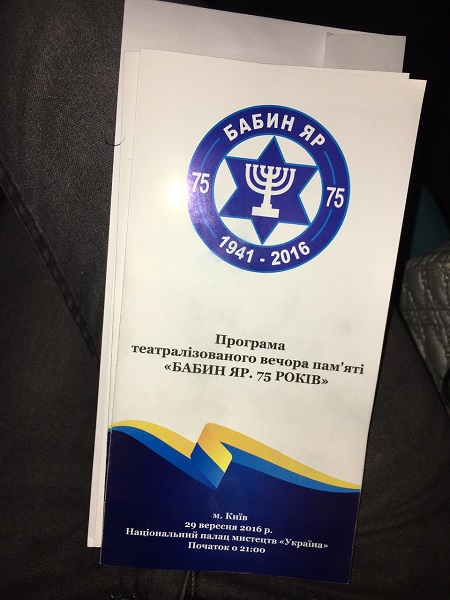 БАБИН ЯР
75 75
1941 - 2016
Програма
театралізованого вечора пам'яті
«БАБИН ЯР. 75 РОКІВ»
м. Київ
29 вересня 2016 р.
Національний палац мистецтв «Україна»
Початок о 21:00